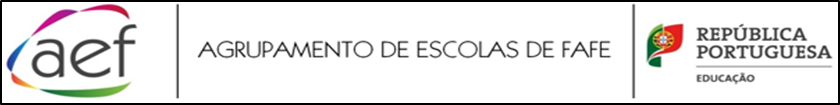 aef
AGRUPAMENTO DE ESCOLAS DE FAFE
REPÚBLICA
PORTUGUESA
EDUCAÇÃO